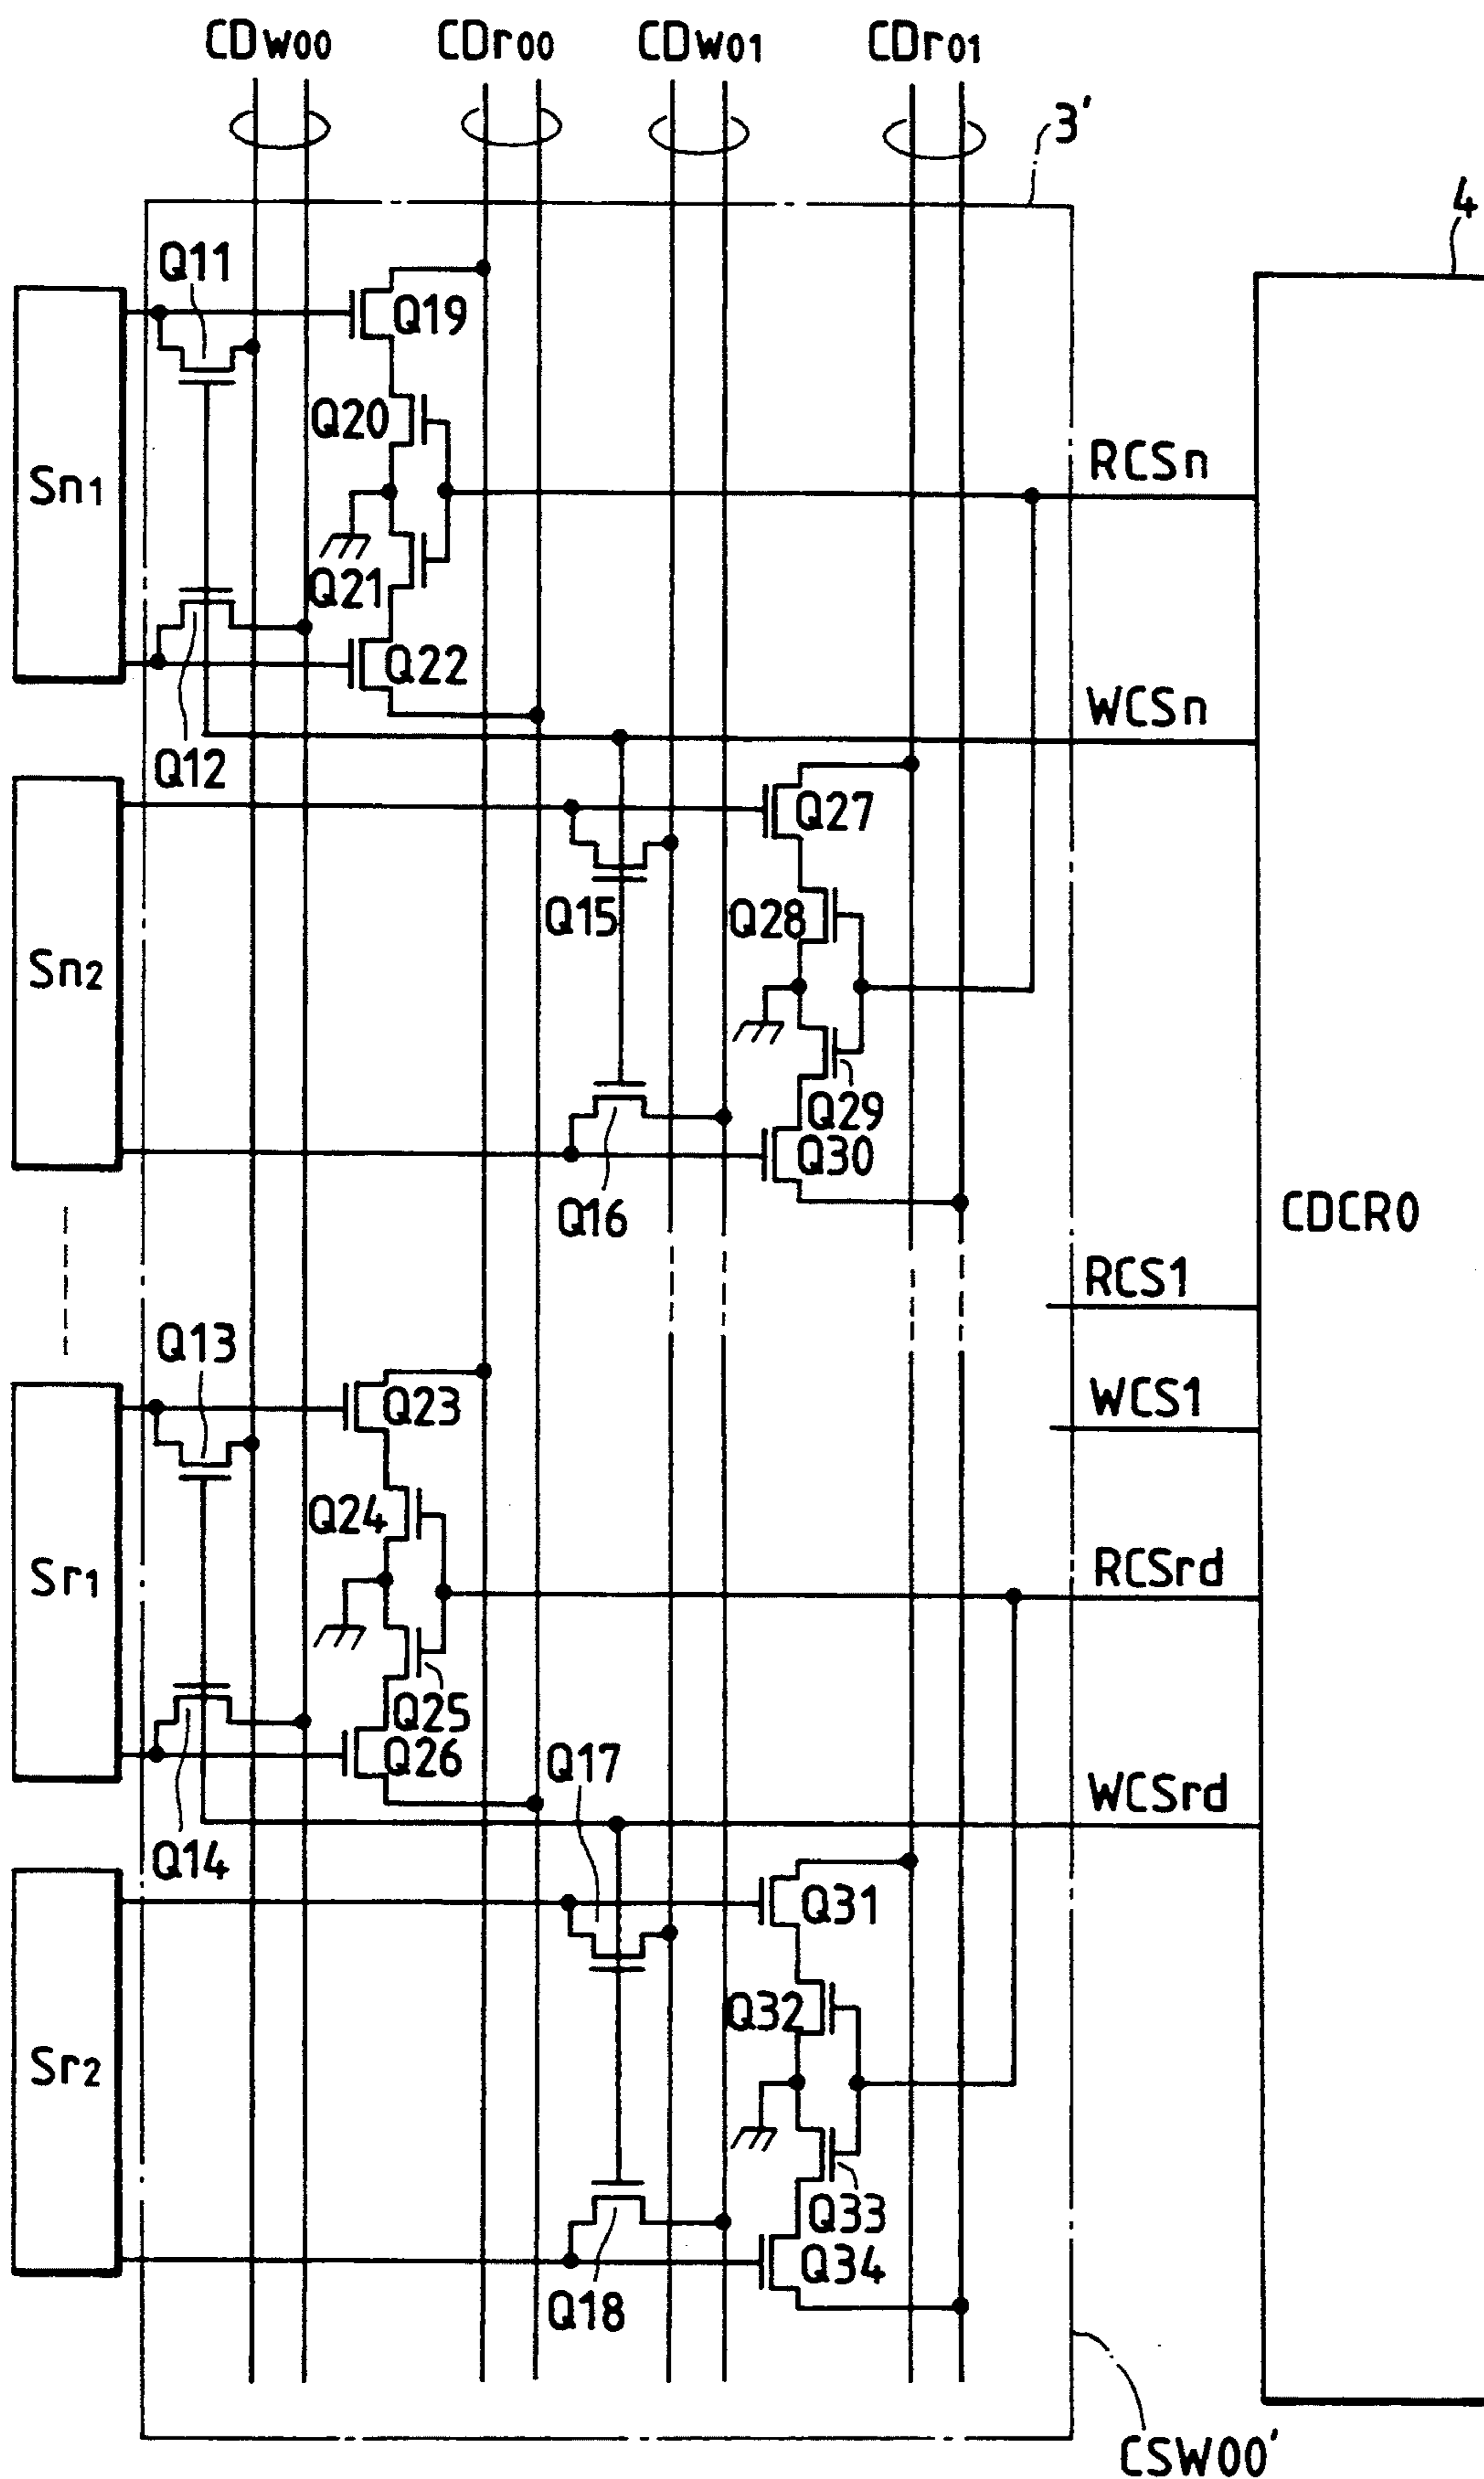 CDw00 CDr00 CDw01 CDr01
3'
4
Q11
Q19
Q20
RCSn
Sn1
Q21
Q22
WCSn
Q12
Q27
Q15
Q28
Sn2
Q29
Q30
Q16
CDCR0
RCS1
Q13
WCS1
Q23
Q24
RCSrd
Sr1
Q25
Q26
Q17
WCSrd
Q14
Q31
Q32
Sr2
Q33
Q34
Q18
CSW00'